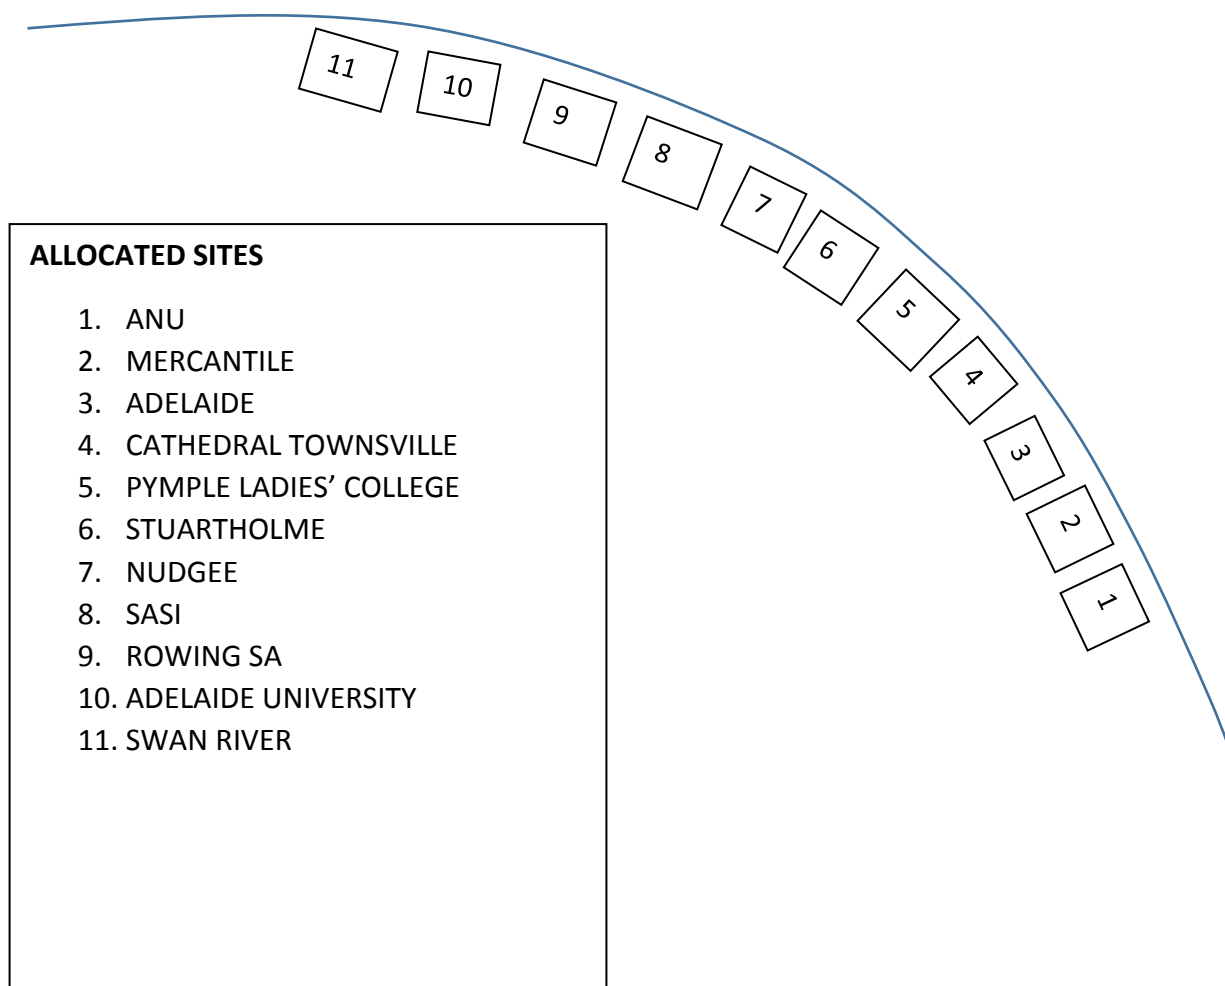 11
10
9
8
7
6
5
4
3
2
1
ALLOCATED SITES
1. ANU
2. MERCANTILE
3. ADELAIDE
4. CATHEDRAL TOWNSVILLE
5. PYMPLE LADIES’ COLLEGE
6. STUARTHOLME
7. NUDGEE
8. SASI
9. ROWING SA
10. ADELAIDE UNIVERSITY
11. SWAN RIVER